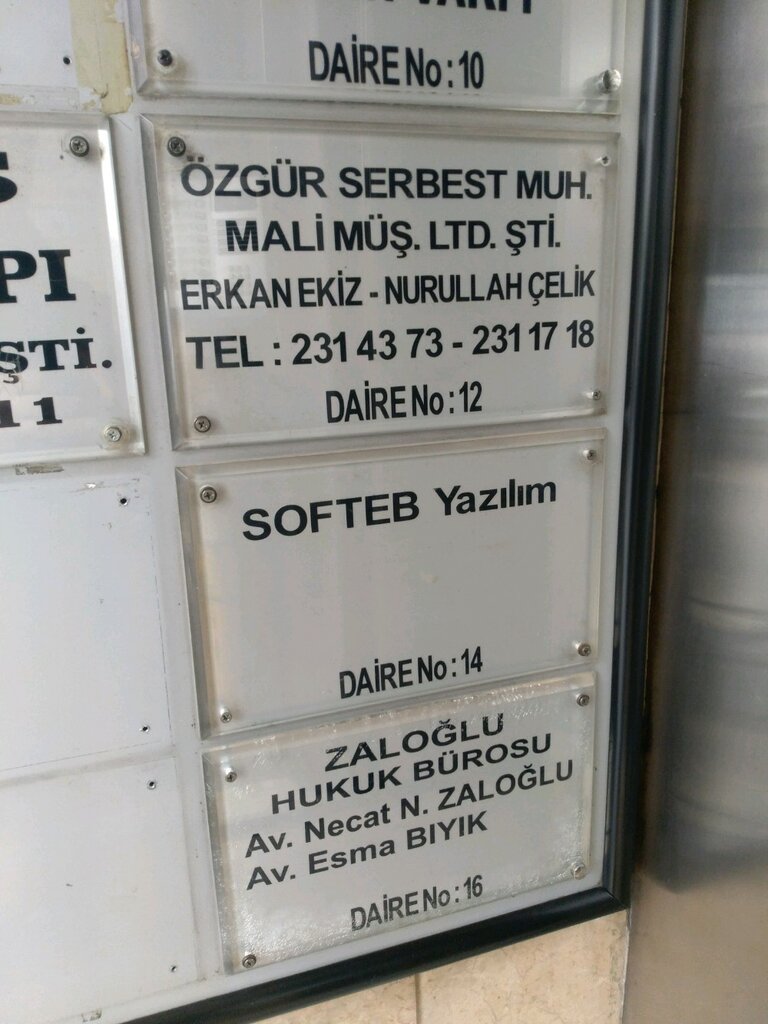 DAİRE No : 10
ÖZGÜR SERBEST MUH.
MALİ MÜŞ. LTD. ŞTİ.
ERKAN EKİZ - NURULLAH ÇELİK
TEL : 231 43 73 - 231 17 18
DAİRE No : 12
ŞTİ.
11
SOFTEB Yazılım
DAİRE No : 14
ZALOĞLU
HUKUK BÜROSU
Av. Necat N. ZALOĞLU
Av. Esma BIYIK
DAİRE No : 16